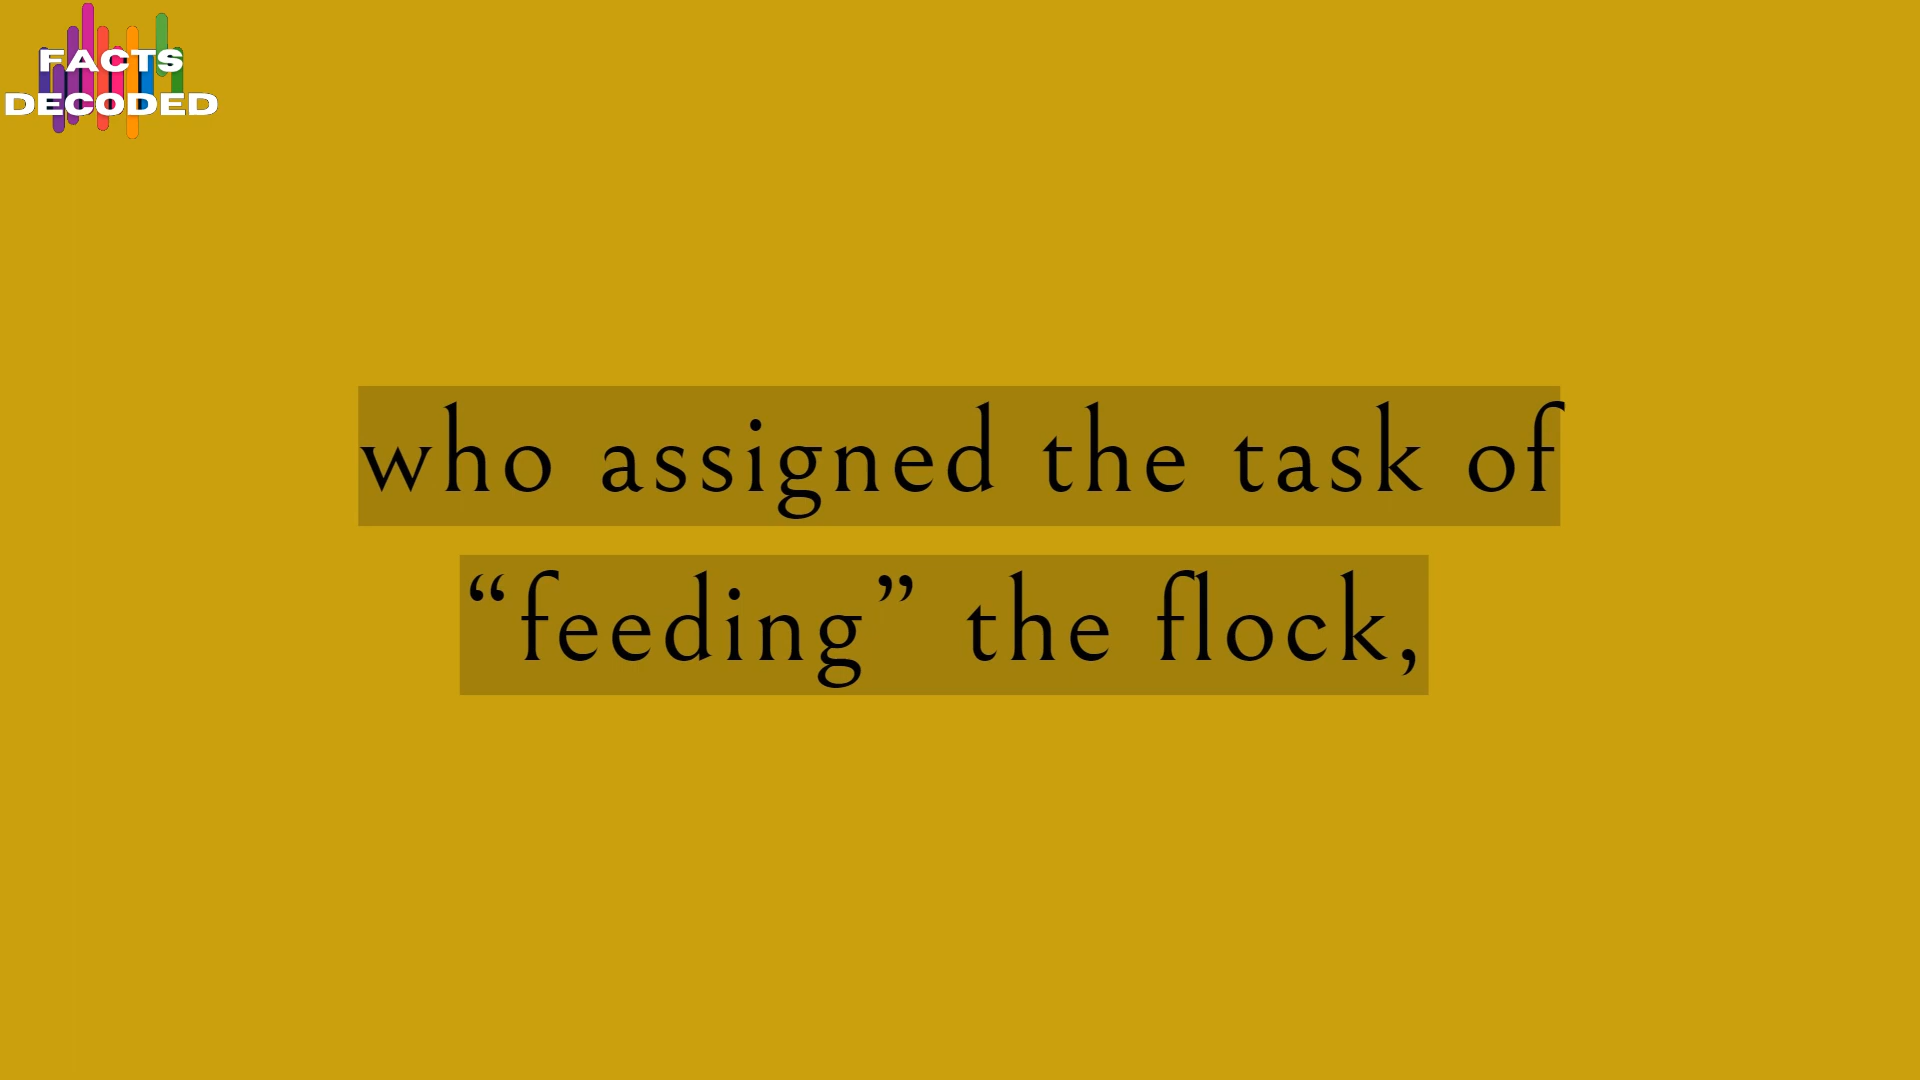 FACTS
DECODED
who assigned the task of
“feeding” the flock,